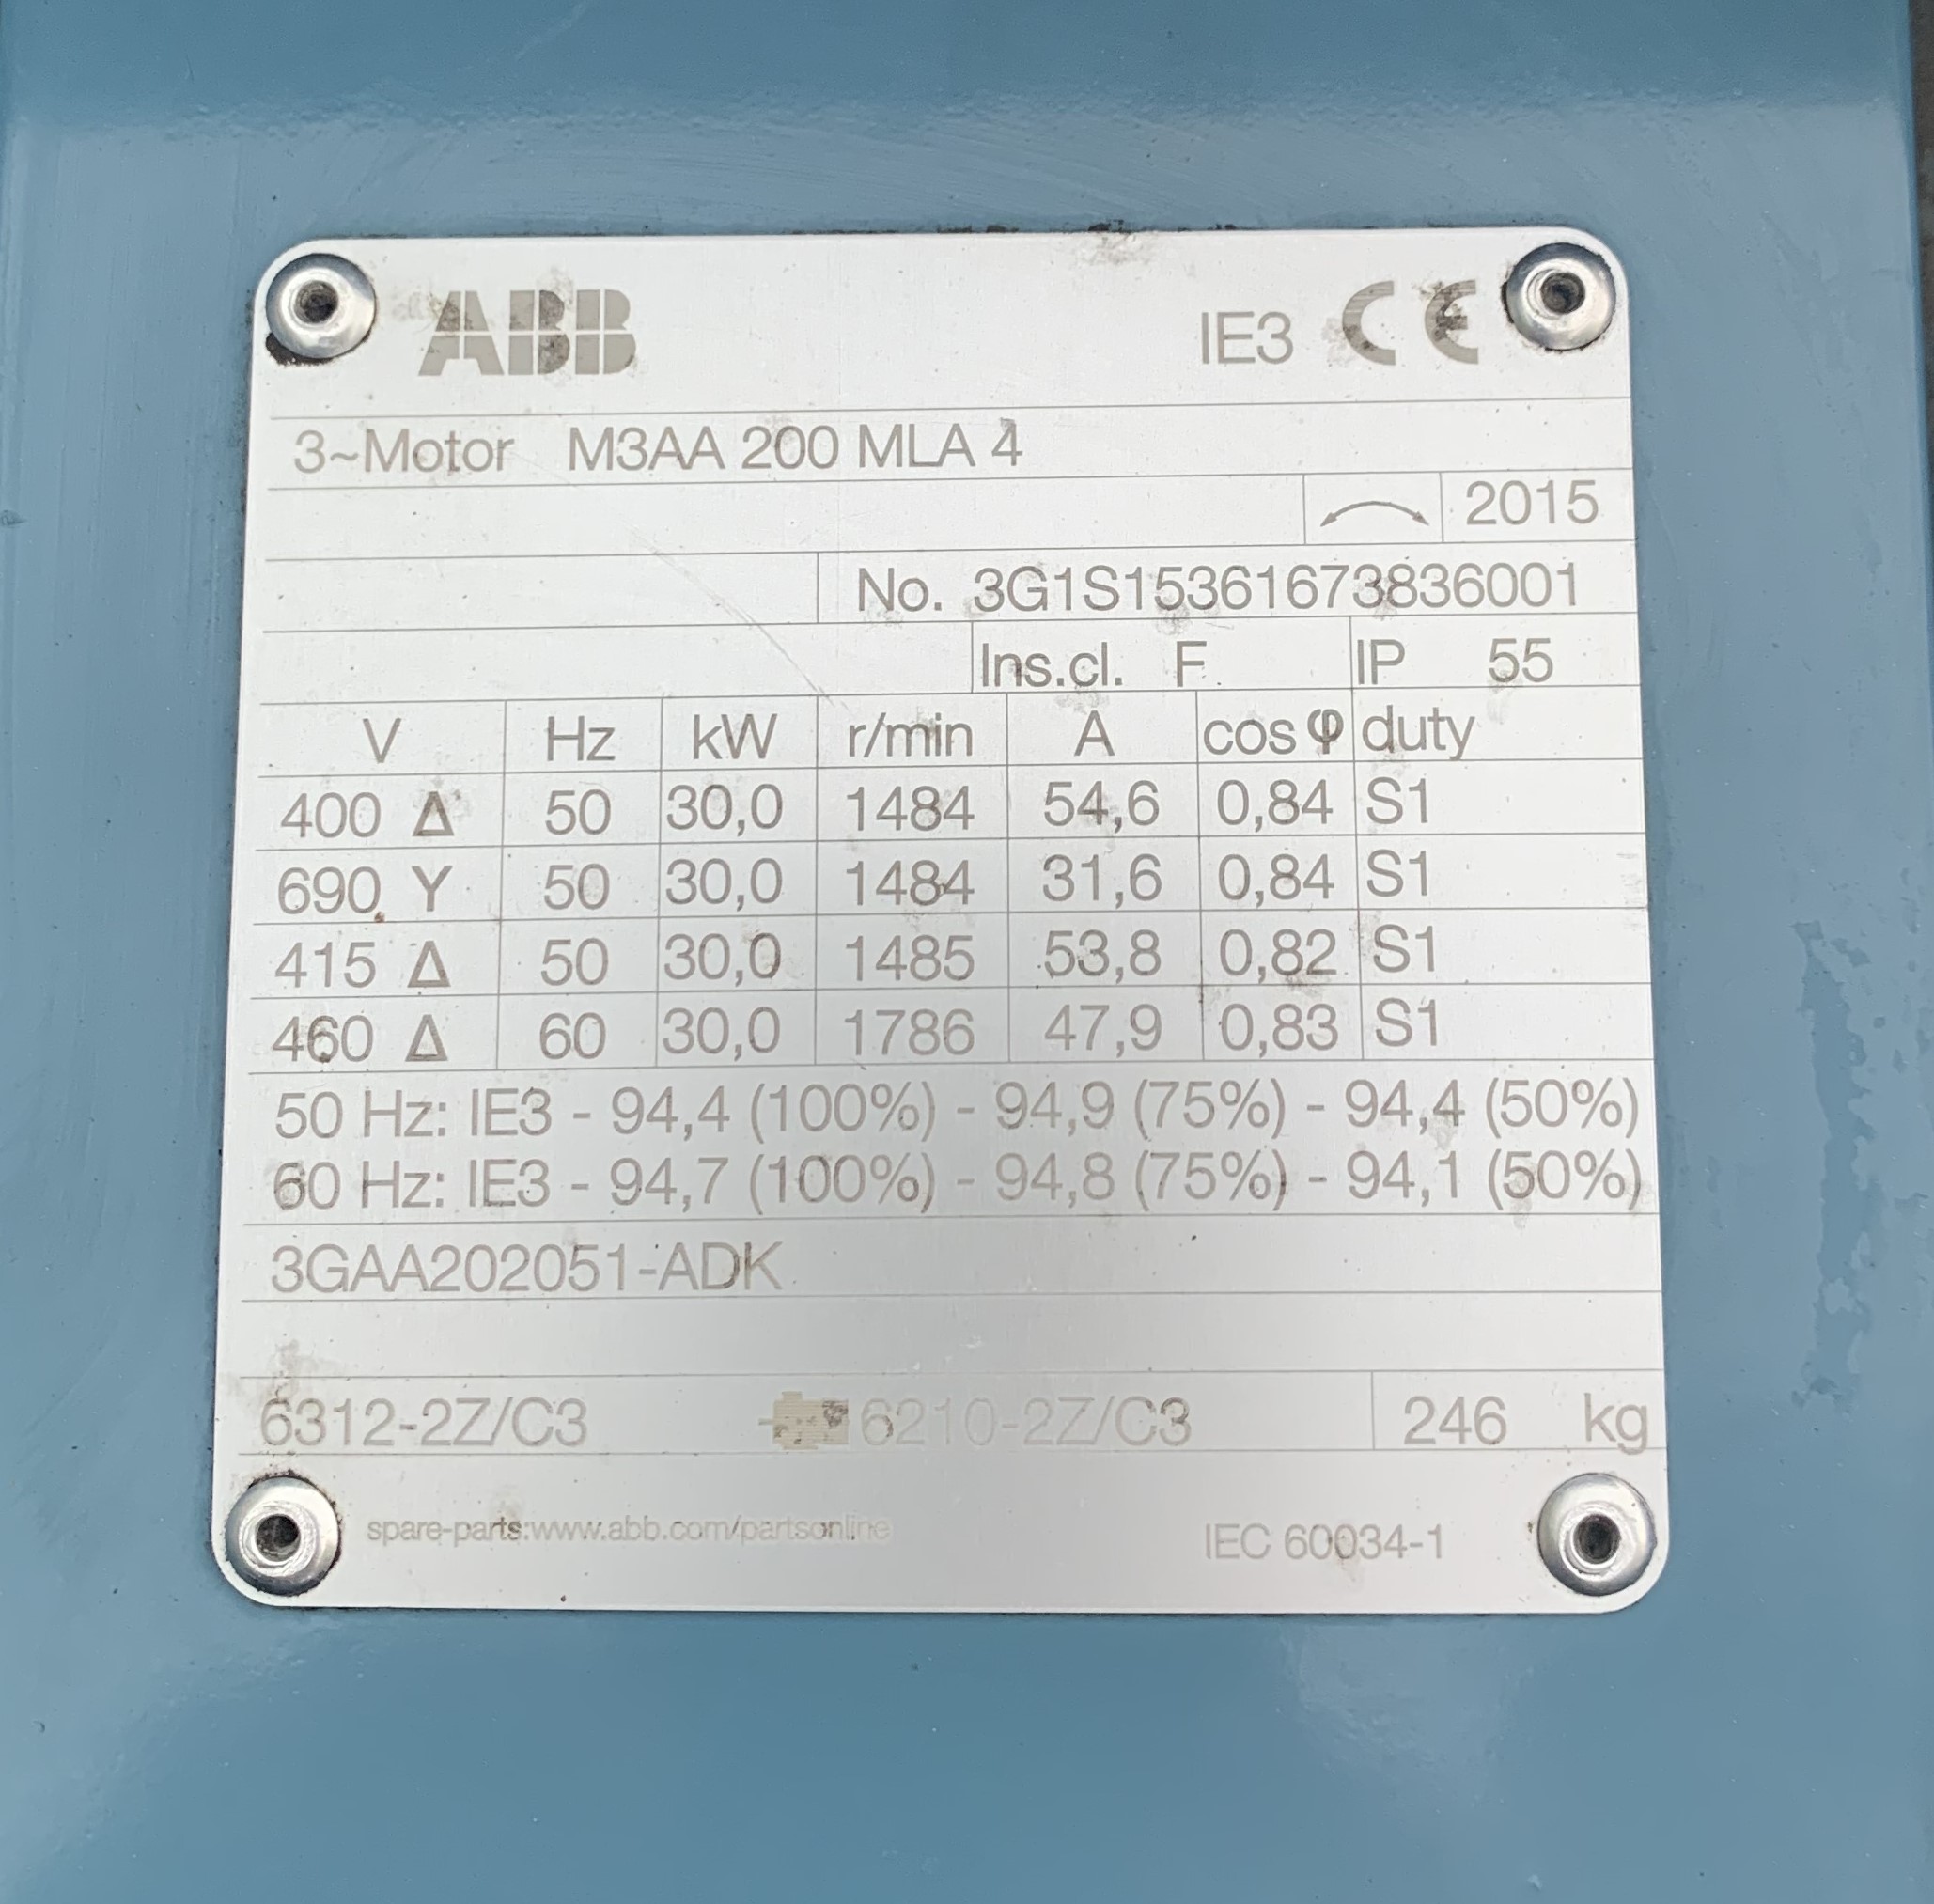 ABB IE3 CE
3~Motor M3AA 200 MLA 4
2015
No. 3G1S15361673836001
Ins.cl. F IP 55
V Hz kW r/min A cos φ duty
400 Δ 50 30,0 1484 54,6 0,84 S1
690 Y 50 30,0 1484 31,6 0,84 S1
415 Δ 50 30,0 1485 53,8 0,82 S1
460 Δ 60 30,0 1786 47,9 0,83 S1
50 Hz: IE3 - 94,4 (100%) - 94,9 (75%) - 94,4 (50%)
60 Hz: IE3 - 94,7 (100%) - 94,8 (75%) - 94,1 (50%)
3GAA202051-ADK
6312-2Z/C3 6210-2Z/C3 246 kg
spare-parts:www.abb.com/partsonline IEC 60034-1